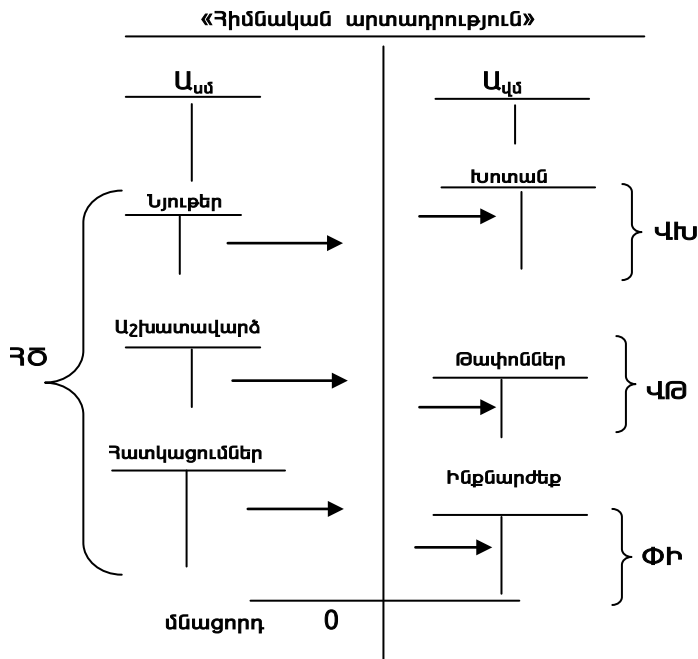 «Հիմնական արտադրություն»
Ասմ
Ավմ
Նյութեր
Խոտան
ՎԽ
Աշխատավարձ
Թափոններ
ՀԾ
ՎԹ
Հատկացումներ
Ինքնարժեք
ՓԻ
մնացորդ 0